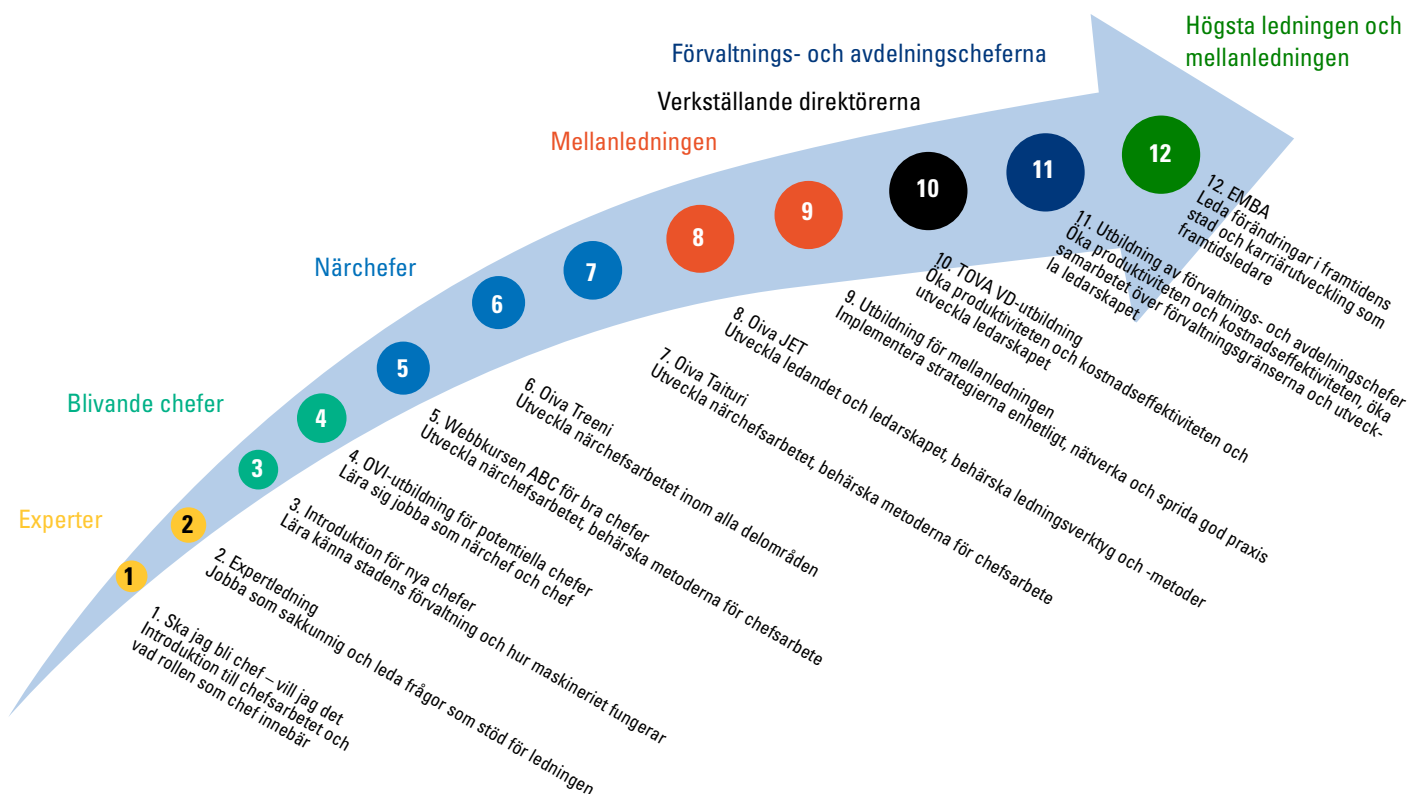 Högsta ledningen och
mellanledningen
Förvaltnings- och avdelningscheferna
Verkställande direktörerna
Mellanledningen
Närchefer
Blivande chefer
Experter
1
2
3
4
5
6
7
8
9
10
11
12
1. Ska jag bli chef – vill jag det
Introduktion till chefsarbetet och
vad rollen som chef innebär
2. Expertledning
Jobba som sakkunnig och leda frågor som stöd för ledningen
3. Introduktion för nya chefer
Lära känna stadens förvaltning och hur maskineriet fungerar
4. OVI-utbildning för potentiella chefer
Lära sig jobba som närchef och chef
5. Webbkursen ABC för bra chefer
Utveckla närchefsarbetet, behärska metoderna för chefsarbete
6. Oiva Treeni
Utveckla närchefsarbetet inom alla delområden
7. Oiva Taituri
Utveckla närchefsarbetet, behärska metoderna för chefsarbete
8. Oiva JET
Utveckla ledandet och ledarskapet, behärska ledningsverktyg och -metoder
9. Utbildning för mellanledningen
Implementera strategierna enhetligt, nätverka och sprida god praxis
10. TOVA VD-utbildning
Öka produktiviteten och kostnadseffektiviteten och
utveckla ledarskapet
11. Utbildning av förvaltnings- och avdelningschefer
Öka produktiviteten och kostnadseffektiviteten, öka
samarbetet över förvaltningsgränserna och utveck-
la ledarskapet
12. EMBA
Leda förändringar i framtidens
stad och karriärutveckling som
framtidsledare